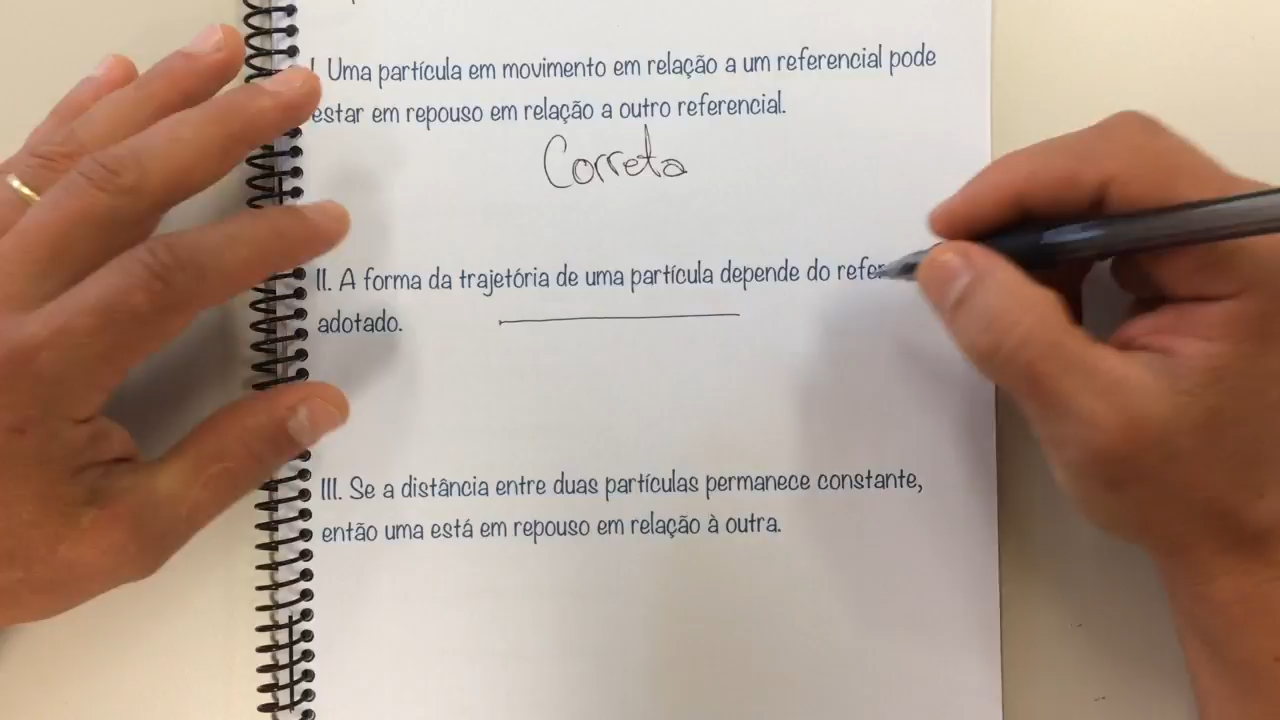 I. Uma partícula em movimento em relação a um referencial pode
estar em repouso em relação a outro referencial.
Correta
II. A forma da trajetória de uma partícula depende do
adotado.
III. Se a distância entre duas partículas permanece constante,
então uma está em repouso em relação à outra.